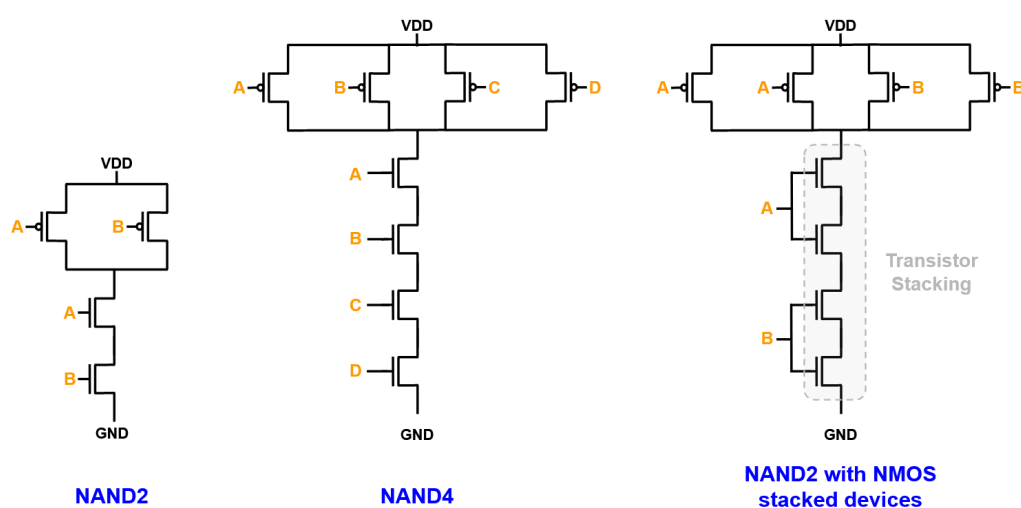 VDD
A
B
A
B
GND
NAND2
VDD
A
B
C
D
A
B
C
D
GND
NAND4
VDD
A
A
B
B
A
B
Transistor
Stacking
GND
NAND2 with NMOS
stacked devices